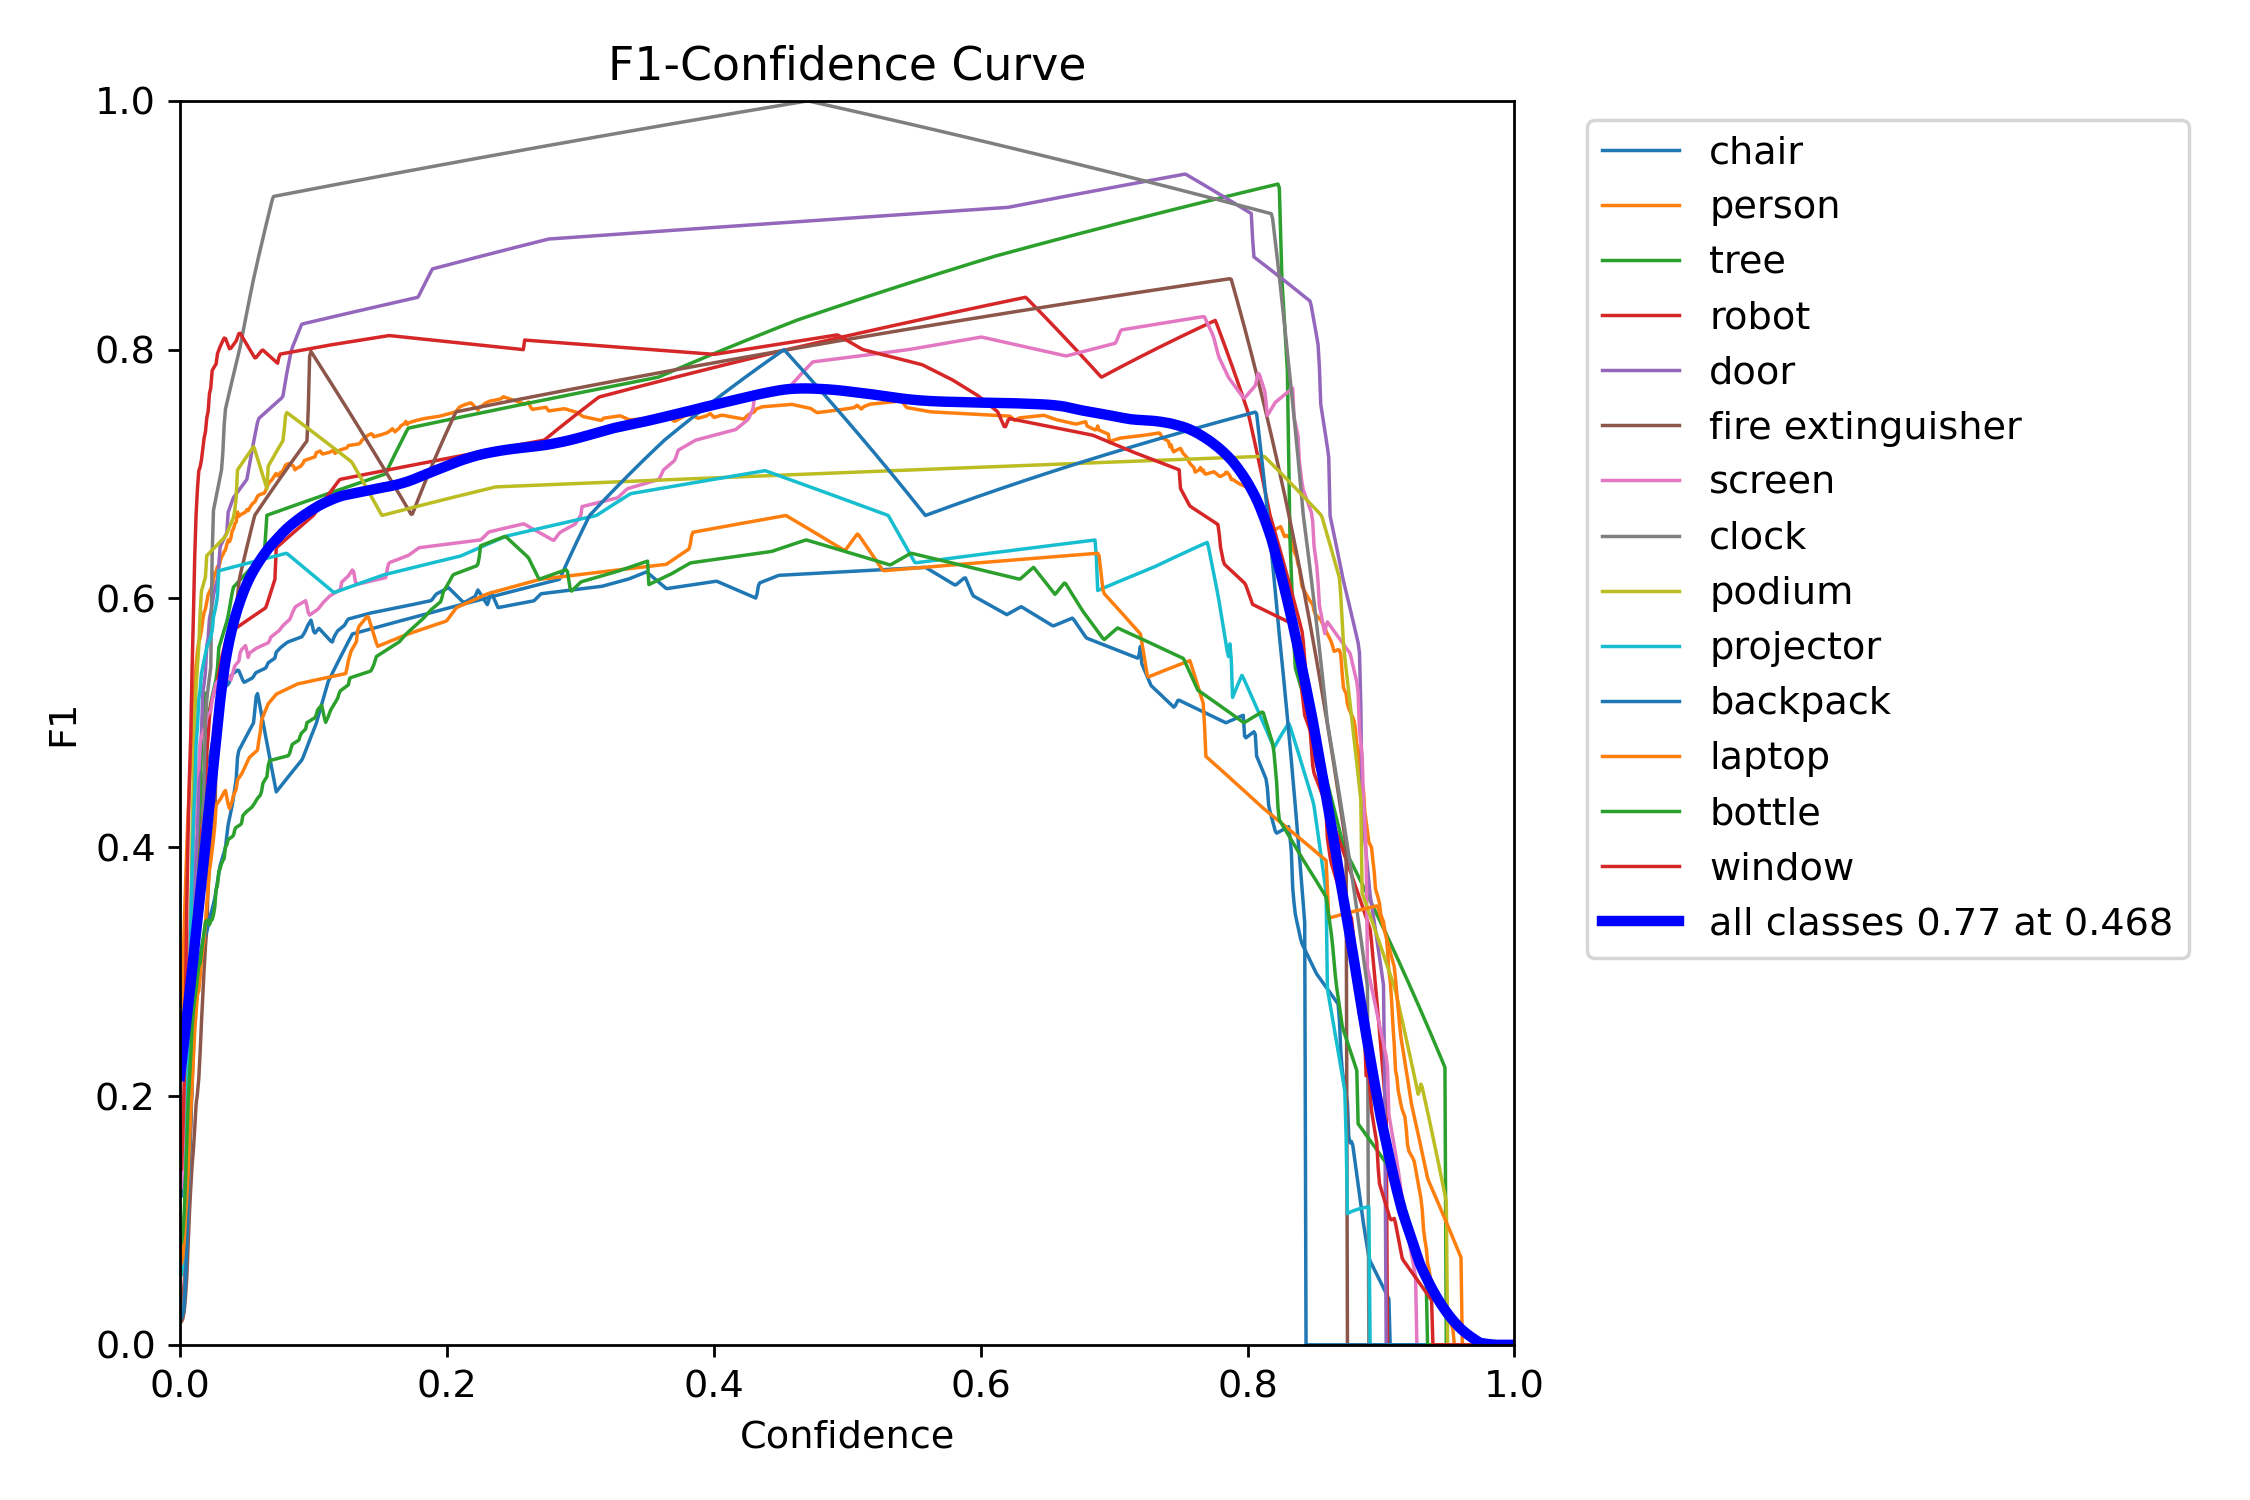 F1-Confidence Curve
1.0
0.8
0.6
0.4
0.2
0.0
F1
0.0 0.2 0.4 0.6 0.8 1.0
Confidence
chair
person
tree
robot
door
fire extinguisher
screen
clock
podium
projector
backpack
laptop
bottle
window
all classes 0.77 at 0.468